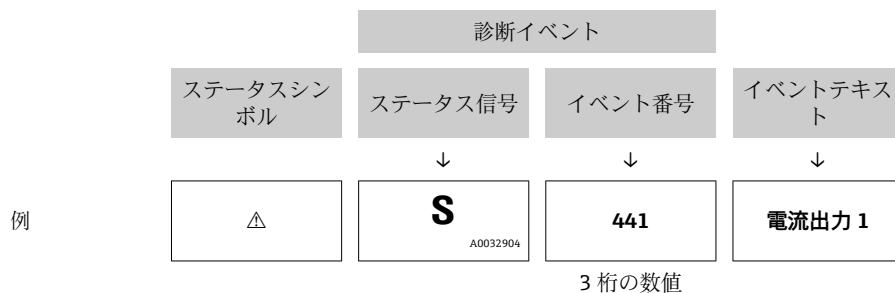 診断イベント
ステータスシン
ボル
ステータス信号
イベント番号
イベントテキス
ト
↓
↓
↓
例
⚠
S
A0032904
441
電流出力 1
3 桁の数値